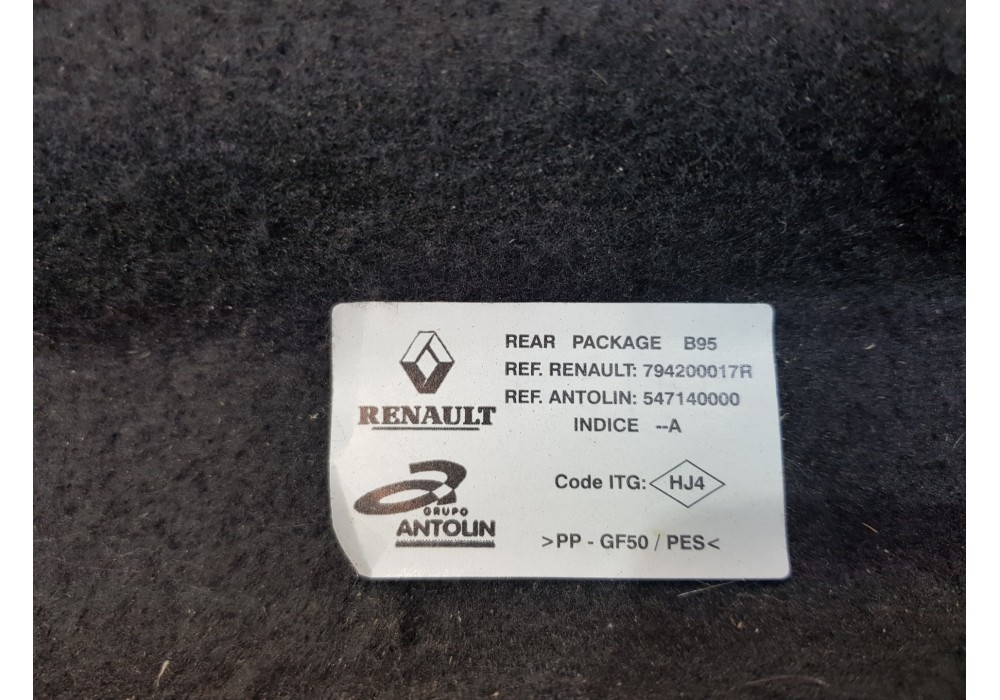 RENAULT
GRUPO
ANTOLIN
REAR PACKAGE B95
REF. RENAULT: 794200017R
REF. ANTOLIN: 547140000
INDICE --A
Code ITG: HJ4
>PP - GF50 / PES<